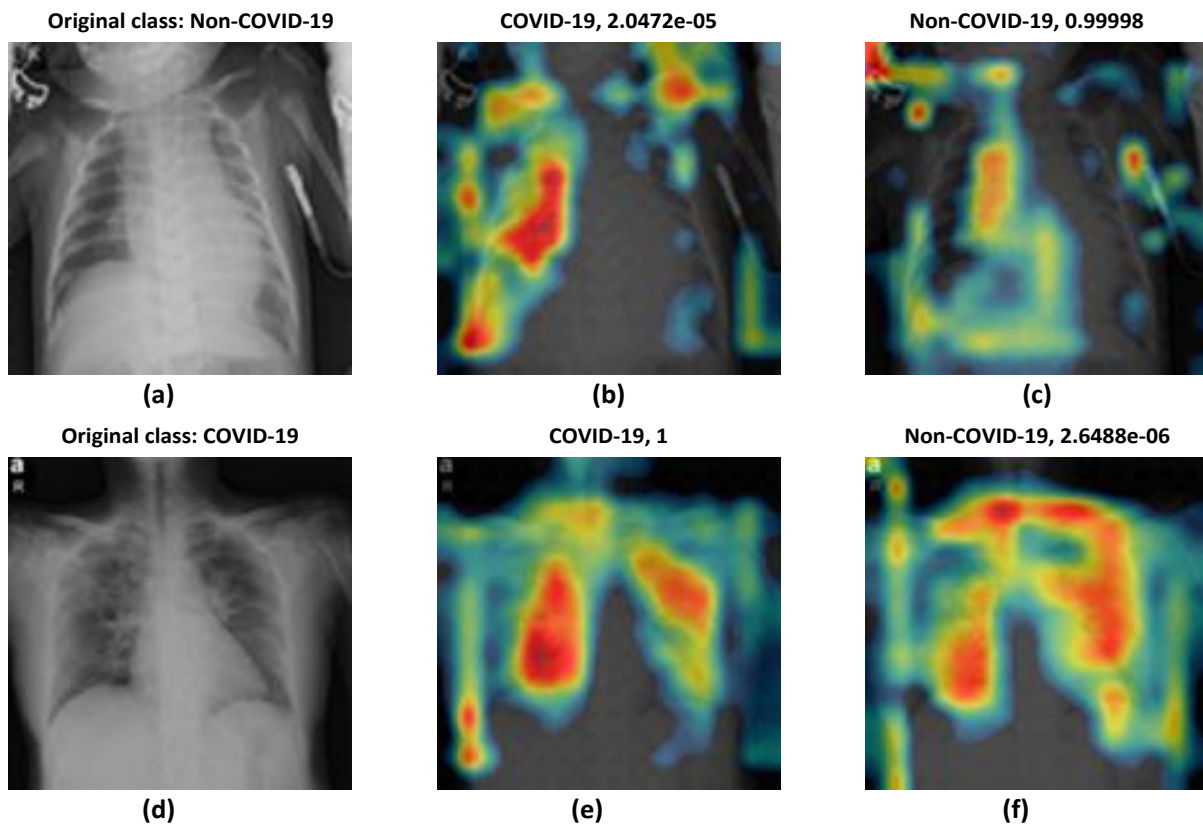 Original class: Non-COVID-19
COVID-19, 2.0472e-05
Non-COVID-19, 0.99998
(a)
(b)
(c)
Original class: COVID-19
COVID-19, 1
Non-COVID-19, 2.6488e-06
a
R
a
R
(d)
(e)
(f)